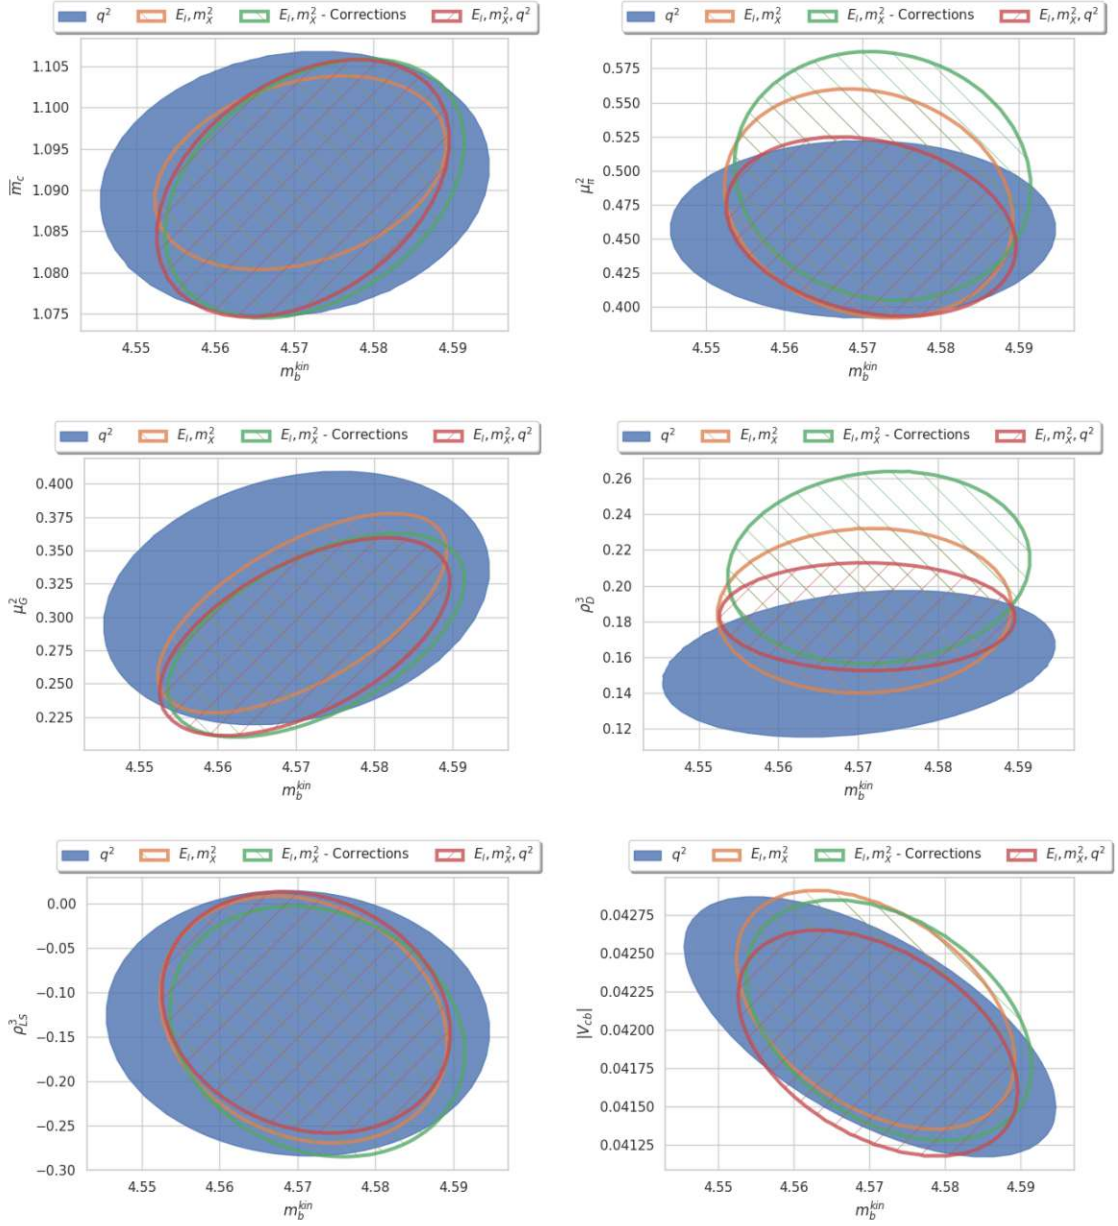 q² E_l, m_X² E_l, m_X² - Corrections E_l, m_X², q²
1.105
1.100
1.095
1.090
1.085
1.080
1.075
m̅_c
4.55 4.56 4.57 4.58 4.59
m_b^kin
q² E_l, m_X² E_l, m_X² - Corrections E_l, m_X², q²
0.575
0.550
0.525
0.500
0.475
0.450
0.425
0.400
μ_π²
4.55 4.56 4.57 4.58 4.59
m_b^kin
q² E_l, m_X² E_l, m_X² - Corrections E_l, m_X², q²
0.400
0.375
0.350
0.325
0.300
0.275
0.250
0.225
μ_G²
4.55 4.56 4.57 4.58 4.59
m_b^kin
q² E_l, m_X² E_l, m_X² - Corrections E_l, m_X², q²
0.26
0.24
0.22
0.20
0.18
0.16
0.14
0.12
ρ_D³
4.55 4.56 4.57 4.58 4.59
m_b^kin
q² E_l, m_X² E_l, m_X² - Corrections E_l, m_X², q²
0.00
−0.05
−0.10
−0.15
−0.20
−0.25
−0.30
ρ_LS³
4.55 4.56 4.57 4.58 4.59
m_b^kin
q² E_l, m_X² E_l, m_X² - Corrections E_l, m_X², q²
0.04275
0.04250
0.04225
0.04200
0.04175
0.04150
0.04125
|V_cb|
4.55 4.56 4.57 4.58 4.59
m_b^kin